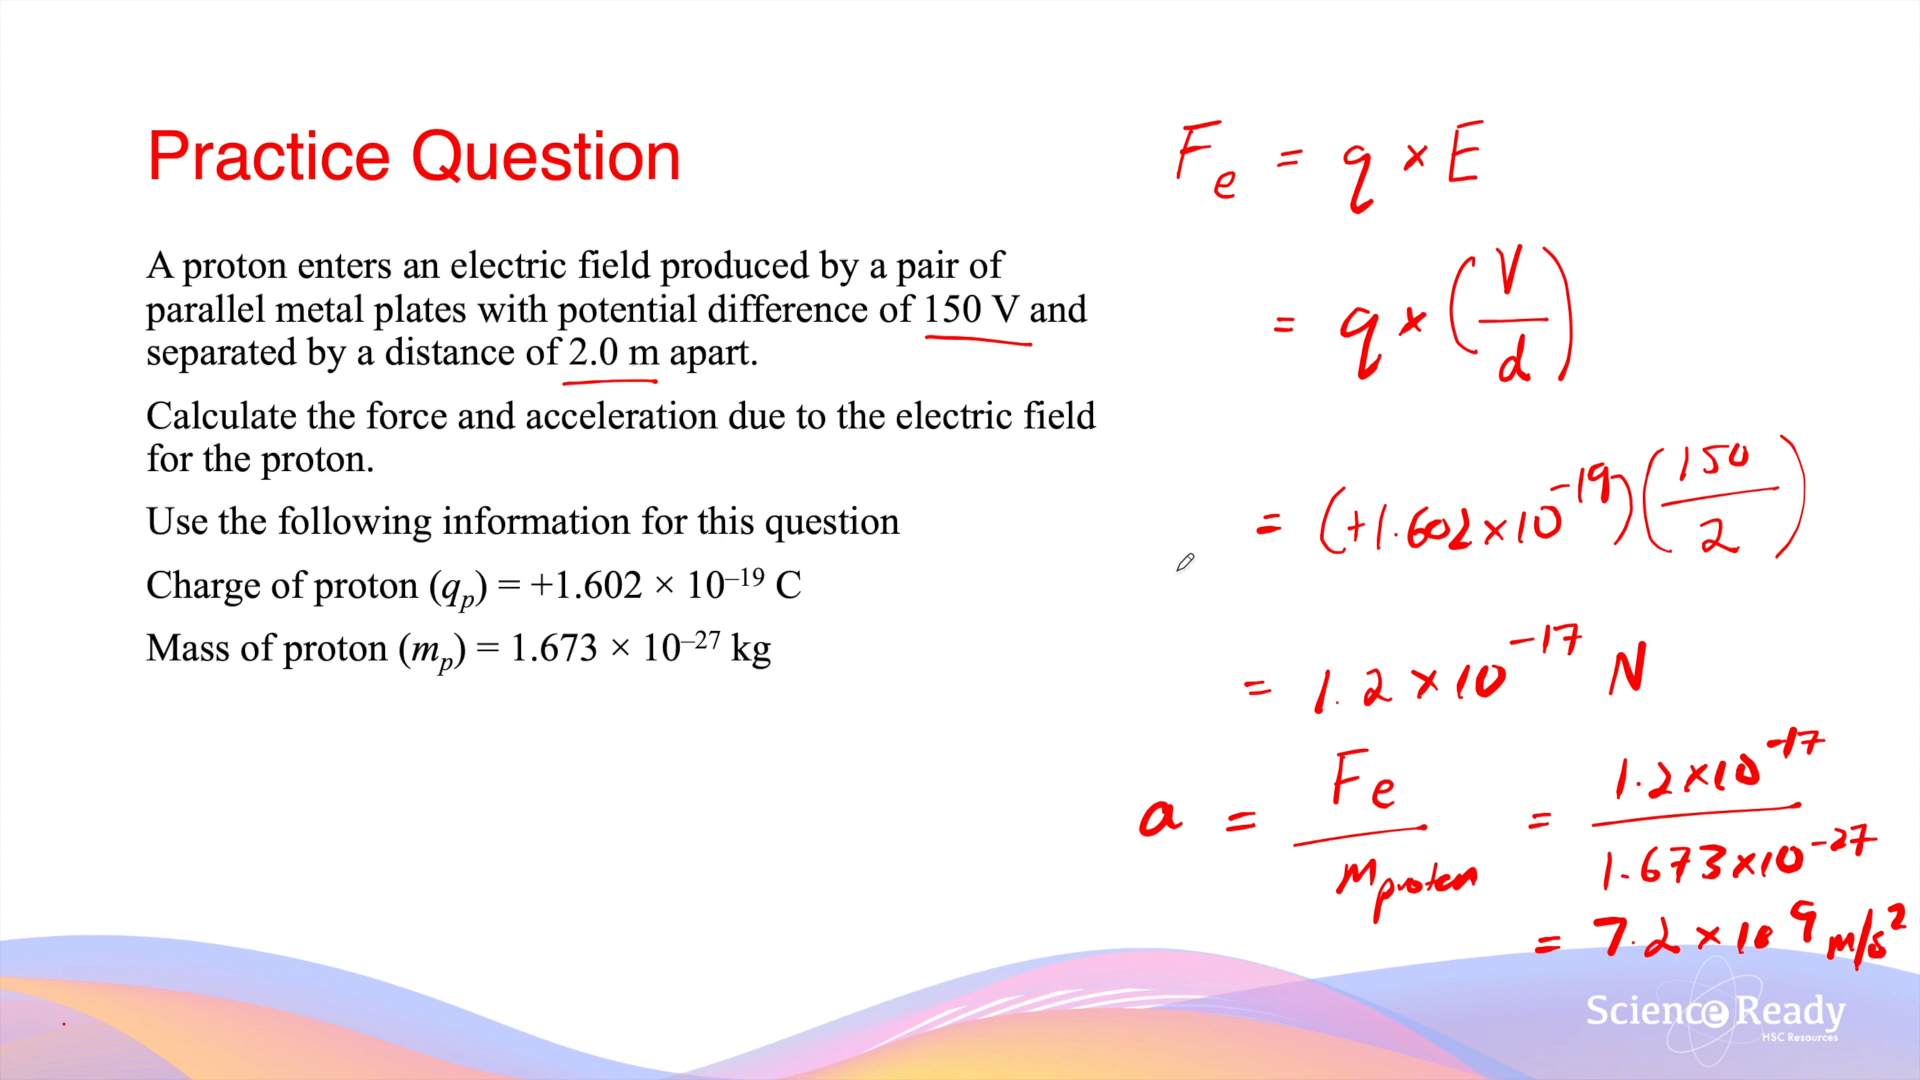 Practice Question
A proton enters an electric field produced by a pair of
parallel metal plates with potential difference of 150 V and
separated by a distance of 2.0 m apart.
Calculate the force and acceleration due to the electric field
for the proton.
Use the following information for this question
Charge of proton (qₚ) = +1.602 × 10⁻¹⁹ C
Mass of proton (mₚ) = 1.673 × 10⁻²⁷ kg
Fₑ = q × E
= q × (V/d)
= (+1.602 × 10⁻¹⁹)(150/2)
= 1.2 × 10⁻¹⁷ N
a = Fₑ/m proton = 1.2 × 10⁻¹⁷/1.673 × 10⁻²⁷
= 7.2 × 10⁹ m/s²
Science Ready
HSC Resources